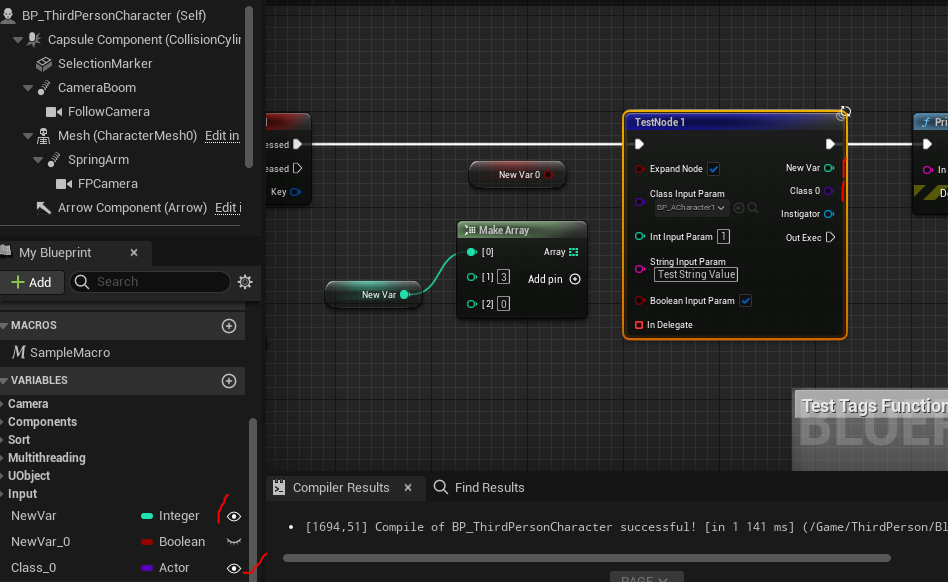 BP_ThirdPersonCharacter (Self)
Capsule Component (CollisionCylin
SelectionMarker
CameraBoom
FollowCamera
Mesh (CharacterMesh0) Edit in
SpringArm
FPCamera
Arrow Component (Arrow) Edit i
My Blueprint ×
+ Add Search
MACROS
SampleMacro
VARIABLES
Camera
Components
Sort
Multithreading
UObject
Input
NewVar Integer
NewVar_0 Boolean
Class_0 Actor
essed
eased
Key
New Var 0
Make Array
[0] Array
[1] 3 Add pin
[2] 0
New Var
TestNode 1
Expand Node New Var
Class Input Param Class 0
BP_ACharacter1
Instigator
Int Input Param 1 Out Exec
String Input Param
Test String Value
Boolean Input Param
In Delegate
f Pri
In
D
Test Tags Function
BLUEP
Compiler Results × Find Results
• [1694,51] Compile of BP_ThirdPersonCharacter successful! [in 1 141 ms] (/Game/ThirdPerson/Bl
PAGE